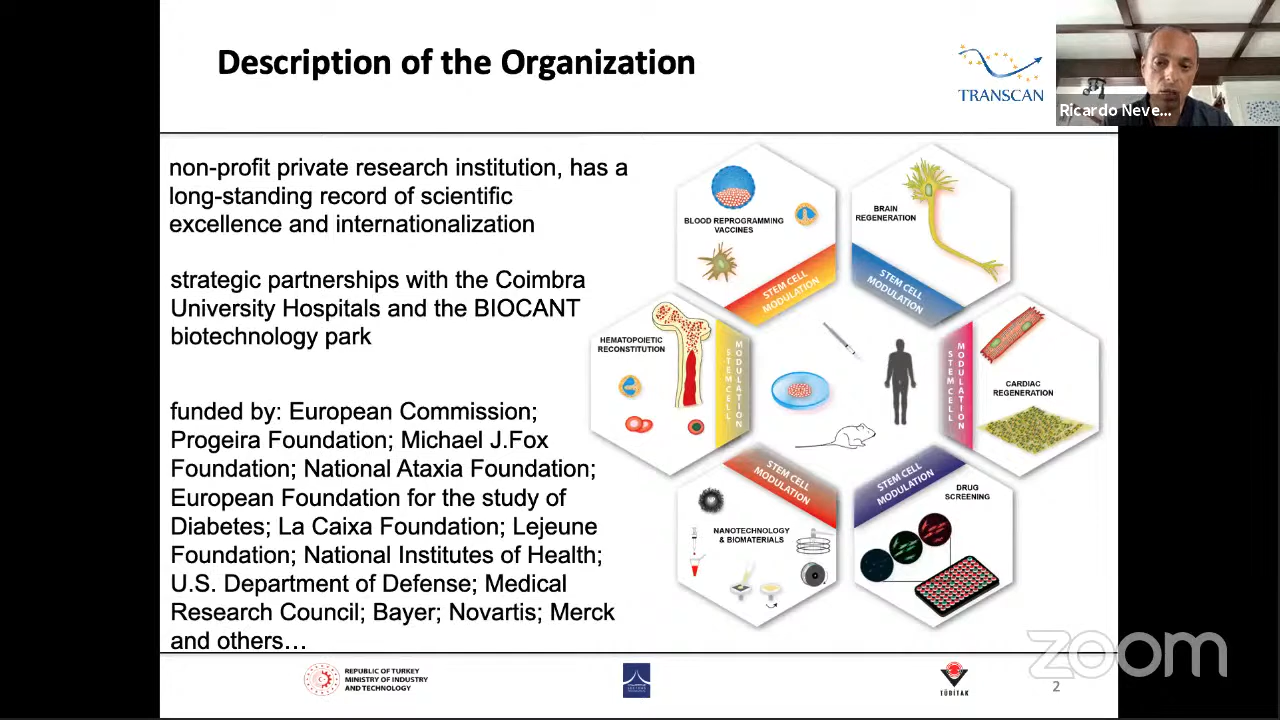 Description of the Organization
TRANSCAN
Ricardo Neve...
non-profit private research institution, has a
long-standing record of scientific
excellence and internationalization
strategic partnerships with the Coimbra
University Hospitals and the BIOCANT
biotechnology park
funded by: European Commission;
Progeira Foundation; Michael J.Fox
Foundation; National Ataxia Foundation;
European Foundation for the study of
Diabetes; La Caixa Foundation; Lejeune
Foundation; National Institutes of Health;
U.S. Department of Defense; Medical
Research Council; Bayer; Novartis; Merck
and others…
BLOOD REPROGRAMMING
VACCINES
STEM CELL
MODULATION
BRAIN
REGENERATION
STEM CELL
MODULATION
HEMATOPOIETIC
RECONSTITUTION
STEM CELL
MODULATION
CARDIAC
REGENERATION
STEM CELL
MODULATION
NANOTECHNOLOGY
& BIOMATERIALS
STEM CELL
MODULATION
DRUG
SCREENING
STEM CELL
MODULATION
REPUBLIC OF TURKEY
MINISTRY OF INDUSTRY
AND TECHNOLOGY
TÜBİTAK
2
zoom